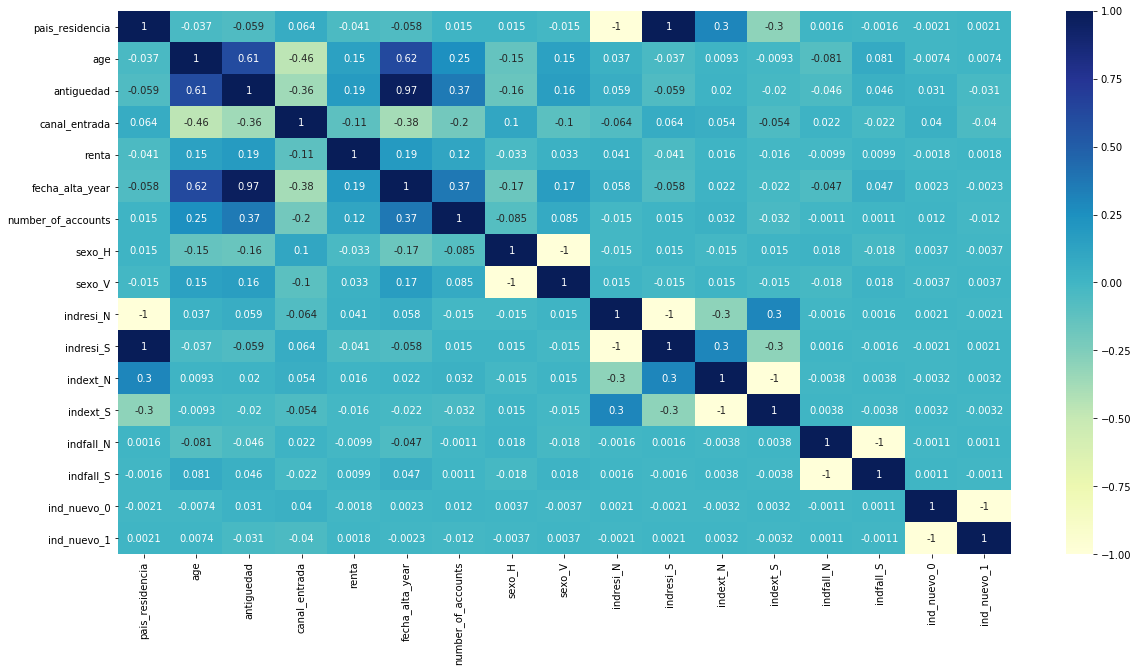 pais_residencia 1 -0.037 -0.059 0.064 -0.041 -0.058 0.015 0.015 -0.015 -1 1 0.3 -0.3 0.0016 -0.0016 -0.0021 0.0021
age -0.037 1 0.61 -0.46 0.15 0.62 0.25 -0.15 0.15 0.037 -0.037 0.0093 -0.0093 -0.081 0.081 -0.0074 0.0074
antiguedad -0.059 0.61 1 -0.36 0.19 0.97 0.37 -0.16 0.16 0.059 -0.059 0.02 -0.02 -0.046 0.046 0.031 -0.031
canal_entrada 0.064 -0.46 -0.36 1 -0.11 -0.38 -0.2 0.1 -0.1 -0.064 0.064 0.054 -0.054 0.022 -0.022 0.04 -0.04
renta -0.041 0.15 0.19 -0.11 1 0.19 0.12 -0.033 0.033 0.041 -0.041 0.016 -0.016 -0.0099 0.0099 -0.0018 0.0018
fecha_alta_year -0.058 0.62 0.97 -0.38 0.19 1 0.37 -0.17 0.17 0.058 -0.058 0.022 -0.022 -0.047 0.047 0.0023 -0.0023
number_of_accounts 0.015 0.25 0.37 -0.2 0.12 0.37 1 -0.085 0.085 -0.015 0.015 0.032 -0.032 -0.0011 0.0011 0.012 -0.012
sexo_H 0.015 -0.15 -0.16 0.1 -0.033 -0.17 -0.085 1 -1 -0.015 0.015 -0.015 0.015 0.018 -0.018 0.0037 -0.0037
sexo_V -0.015 0.15 0.16 -0.1 0.033 0.17 0.085 -1 1 0.015 -0.015 0.015 -0.015 -0.018 0.018 -0.0037 0.0037
indresi_N -1 0.037 0.059 -0.064 0.041 0.058 -0.015 -0.015 0.015 1 -1 -0.3 0.3 -0.0016 0.0016 0.0021 -0.0021
indresi_S 1 -0.037 -0.059 0.064 -0.041 -0.058 0.015 0.015 -0.015 -1 1 0.3 -0.3 0.0016 -0.0016 -0.0021 0.0021
indext_N 0.3 0.0093 0.02 0.054 0.016 0.022 0.032 -0.015 0.015 -0.3 0.3 1 -1 -0.0038 0.0038 -0.0032 0.0032
indext_S -0.3 -0.0093 -0.02 -0.054 -0.016 -0.022 -0.032 0.015 -0.015 0.3 -0.3 -1 1 0.0038 -0.0038 0.0032 -0.0032
indfall_N 0.0016 -0.081 -0.046 0.022 -0.0099 -0.047 -0.0011 0.018 -0.018 -0.0016 0.0016 -0.0038 0.0038 1 -1 -0.0011 0.0011
indfall_S -0.0016 0.081 0.046 -0.022 0.0099 0.047 0.0011 -0.018 0.018 0.0016 -0.0016 0.0038 -0.0038 -1 1 0.0011 -0.0011
ind_nuevo_0 -0.0021 -0.0074 0.031 0.04 -0.0018 0.0023 0.012 0.0037 -0.0037 0.0021 -0.0021 -0.0032 0.0032 -0.0011 0.0011 1 -1
ind_nuevo_1 0.0021 0.0074 -0.031 -0.04 0.0018 -0.0023 -0.012 -0.0037 0.0037 -0.0021 0.0021 0.0032 -0.0032 0.0011 -0.0011 -1 1
pais_residencia
age
antiguedad
canal_entrada
renta
fecha_alta_year
number_of_accounts
sexo_H
sexo_V
indresi_N
indresi_S
indext_N
indext_S
indfall_N
indfall_S
ind_nuevo_0
ind_nuevo_1
1.00
0.75
0.50
0.25
0.00
−0.25
−0.50
−0.75
−1.00